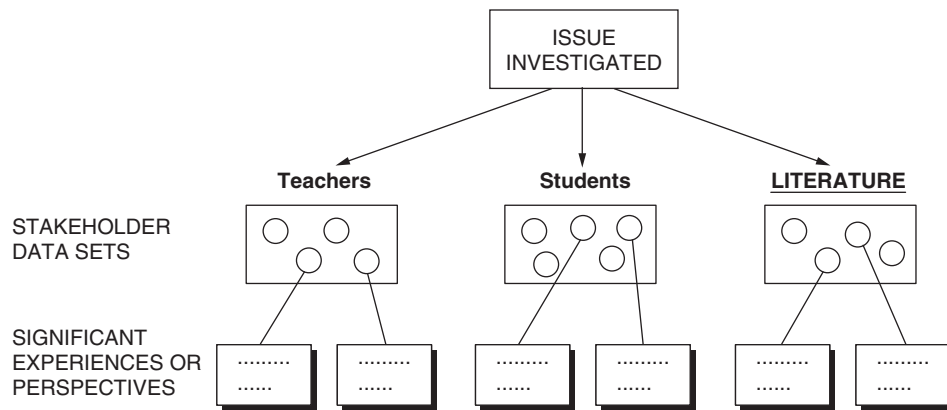 ISSUE
INVESTIGATED
Teachers
Students
LITERATURE
STAKEHOLDER
DATA SETS
SIGNIFICANT
EXPERIENCES OR
PERSPECTIVES